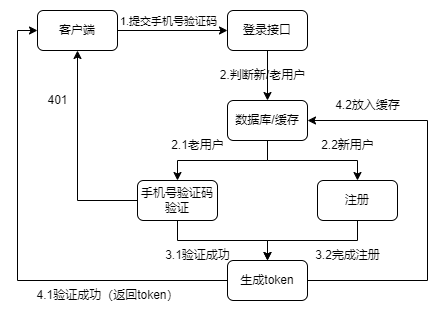 客户端
1.提交手机号验证码
登录接口
2.判断新/老用户
401
4.2放入缓存
数据库/缓存
2.1老用户
2.2新用户
手机号验证码
验证
注册
3.1验证成功
3.2完成注册
生成token
4.1验证成功（返回token）